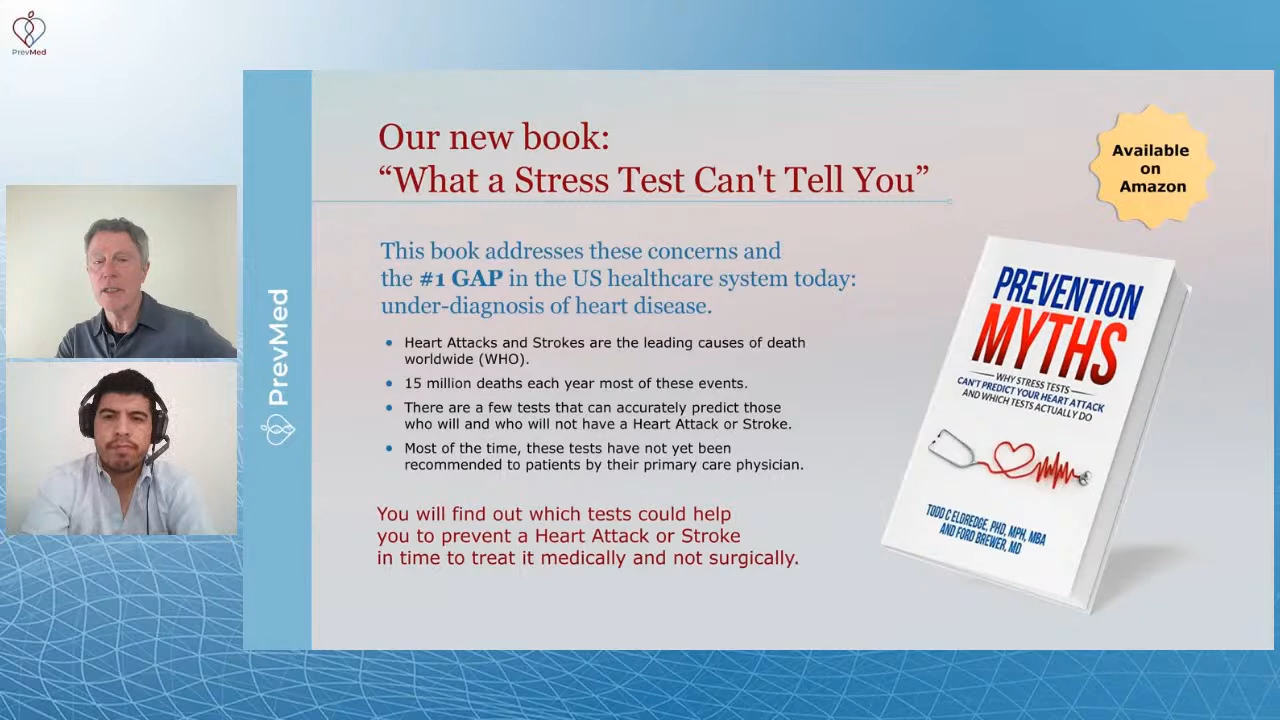 PrevMed
Our new book:
“What a Stress Test Can't Tell You”
Available
on
Amazon
This book addresses these concerns and
the #1 GAP in the US healthcare system today:
under-diagnosis of heart disease.
• Heart Attacks and Strokes are the leading causes of death
worldwide (WHO).
• 15 million deaths each year most of these events.
• There are a few tests that can accurately predict those
who will and who will not have a Heart Attack or Stroke.
• Most of the time, these tests have not yet been
recommended to patients by their primary care physician.
You will find out which tests could help
you to prevent a Heart Attack or Stroke
in time to treat it medically and not surgically.
PrevMed
PREVENTION
MYTHS
WHY STRESS TESTS
CAN'T PREDICT YOUR HEART ATTACK
AND WHICH TESTS ACTUALLY DO
TODD C ELDREDGE, PHD, MPH, MBA
AND FORD BREWER, MD